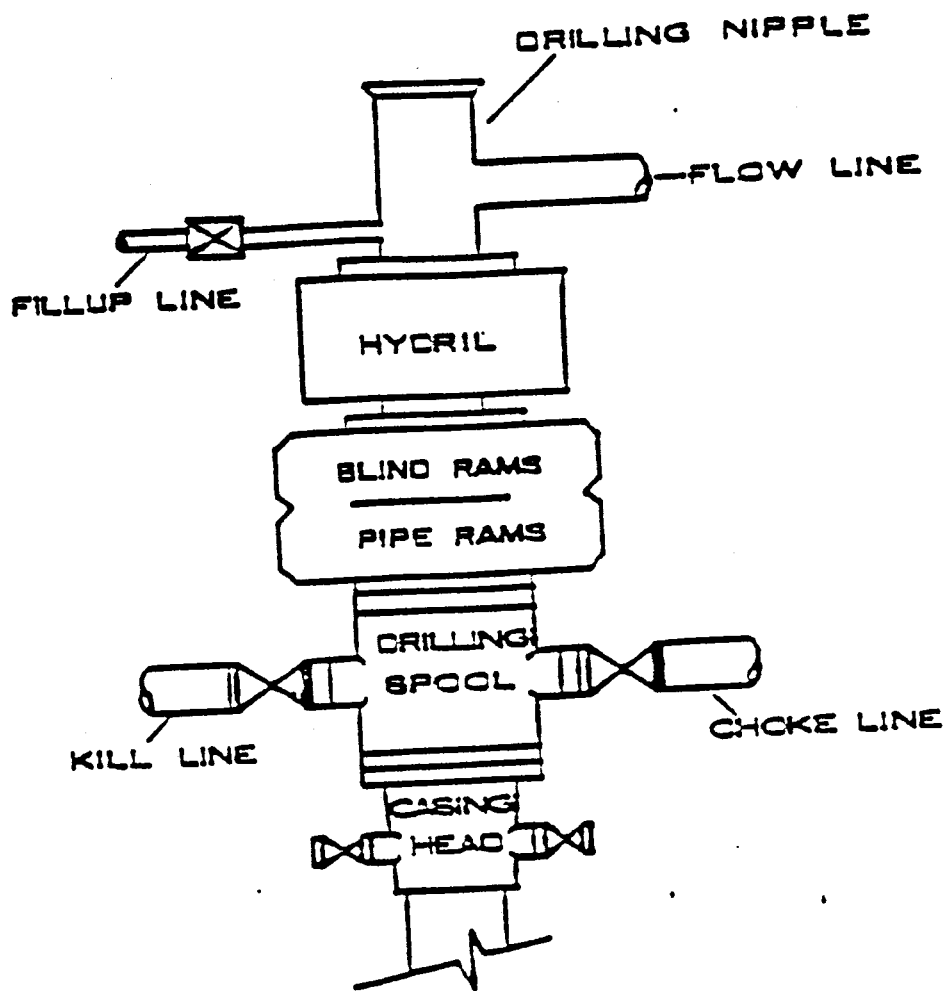 DRILLING NIPPLE
FLOW LINE
FILLUP LINE
HYDRIL
BLIND RAMS
PIPE RAMS
DRILLING
SPOOL
KILL LINE
CHOKE LINE
CASING
HEAD